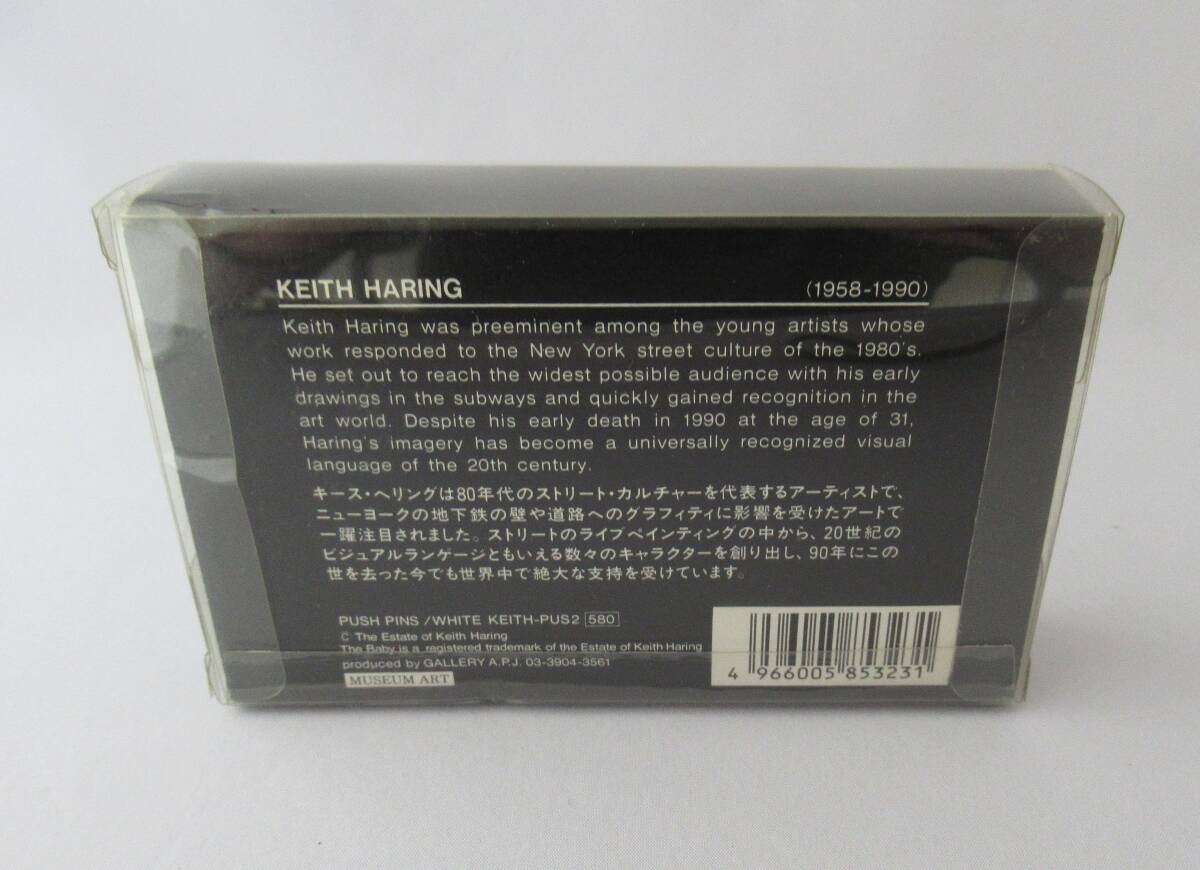 KEITH HARING (1958-1990)
Keith Haring was preeminent among the young artists whose
work responded to the New York street culture of the 1980's.
He set out to reach the widest possible audience with his early
drawings in the subways and quickly gained recognition in the
art world. Despite his early death in 1990 at the age of 31,
Haring's imagery has become a universally recognized visual
language of the 20th century.
キース・ヘリングは80年代のストリート・カルチャーを代表するアーティストで、
ニューヨークの地下鉄の壁や道路へのグラフィティに影響を受けたアートで
一躍注目されました。ストリートのライブペインティングの中から、20世紀の
ビジュアルランゲージともいえる数々のキャラクターを創り出し、90年にこの
世を去った今でも世界中で絶大な支持を受けています。
PUSH PINS /WHITE KEITH-PUS2 580
© The Estate of Keith Haring
The Baby is a registered trademark of the Estate of Keith Haring
produced by GALLERY A.P.J. 03-3904-3561
MUSEUM ART
4 966005 853231